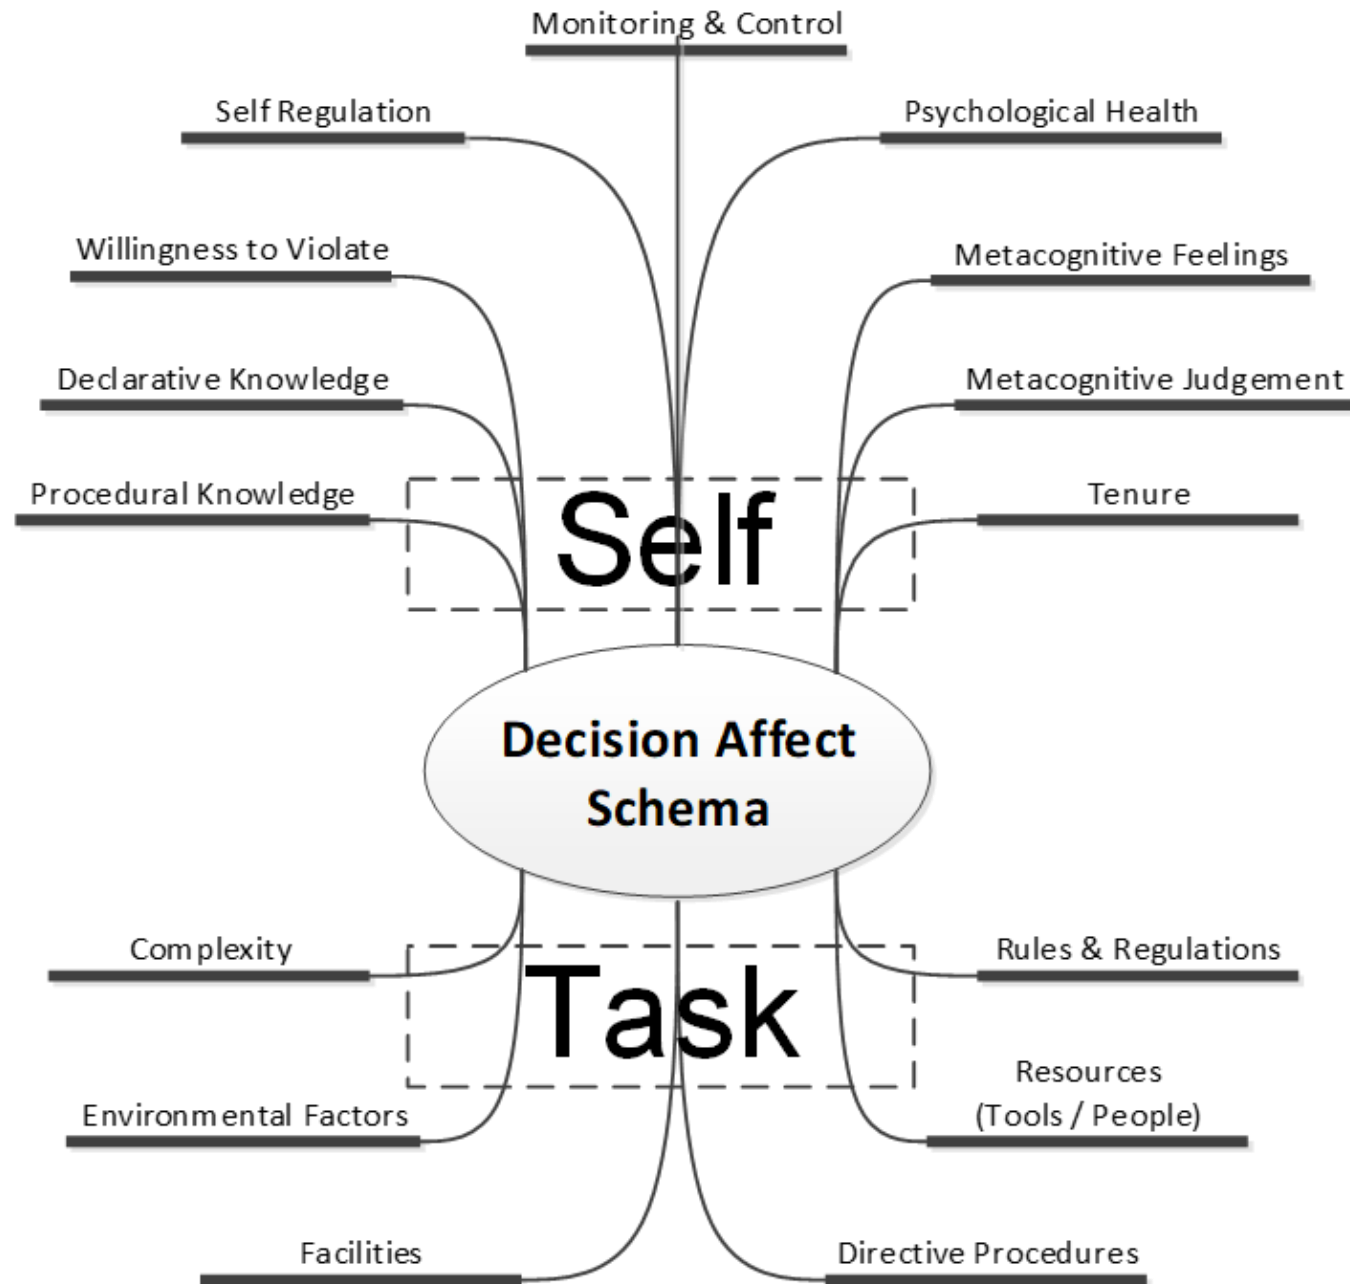 Monitoring & Control
Self Regulation
Psychological Health
Willingness to Violate
Metacognitive Feelings
Declarative Knowledge
Metacognitive Judgement
Procedural Knowledge
Tenure
Self
Decision Affect
Schema
Complexity
Rules & Regulations
Task
Resources
(Tools / People)
Environmental Factors
Facilities
Directive Procedures